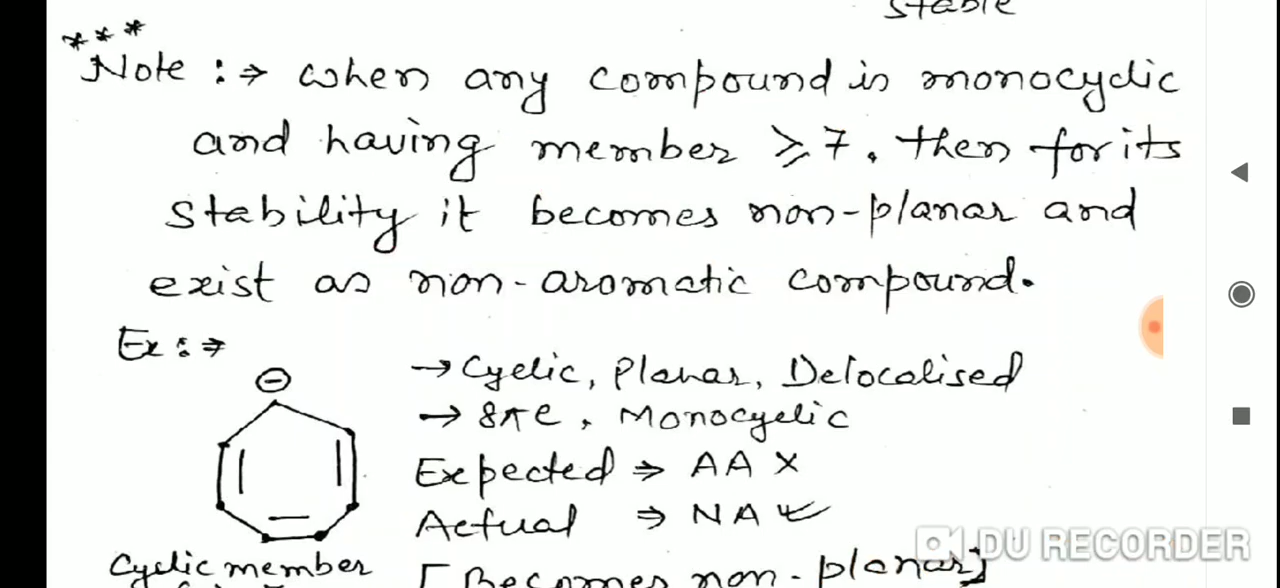 stable
***
Note :⇒ when any compound is monocyclic
and having member ≥7, then for its
stability it becomes non-planar and
exist as non-aromatic compound.
Ex :⇒
⊖
→ Cyclic, Planar, Delocalised
→ 8πe, Monocyclic
Expected ⇒ AA ×
Actual ⇒ NA ✓
Cyclic member
[Becomes non-planar]
DU RECORDER